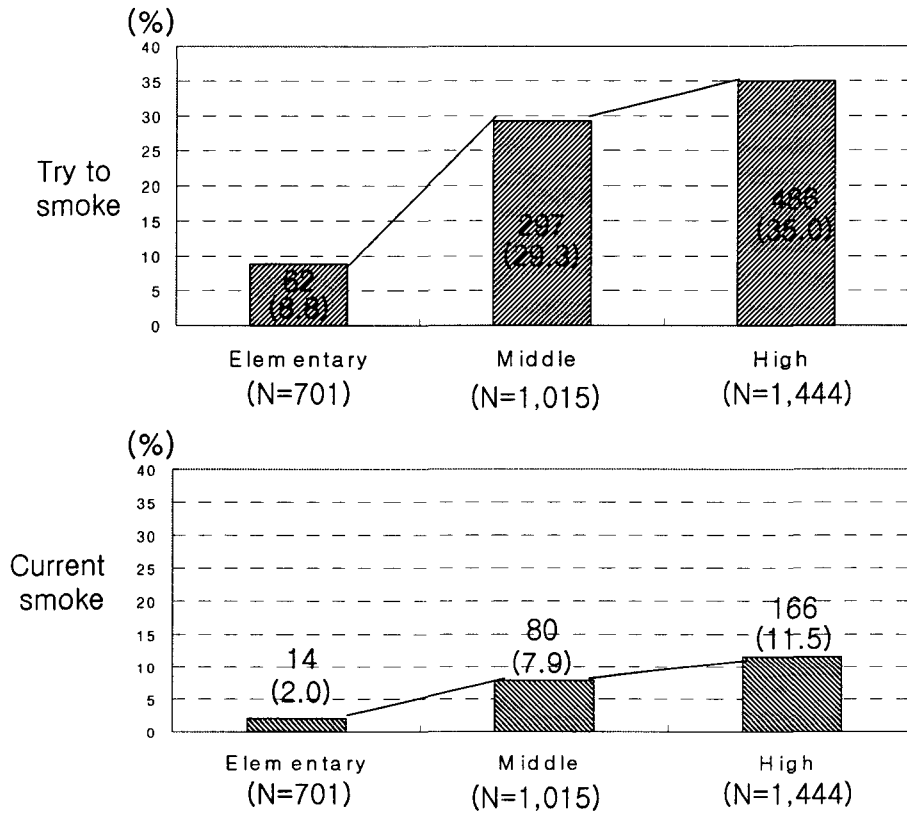 (%)
40
35
30
25
20
15
10
5
0
Try to
smoke
62
(8.8)
297
(29.3)
486
(35.0)
Elementary
Middle
High
(N=701)
(N=1,015)
(N=1,444)
(%)
40
35
30
25
20
15
10
5
0
Current
smoke
14
(2.0)
80
(7.9)
166
(11.5)
Elementary
Middle
High
(N=701)
(N=1,015)
(N=1,444)